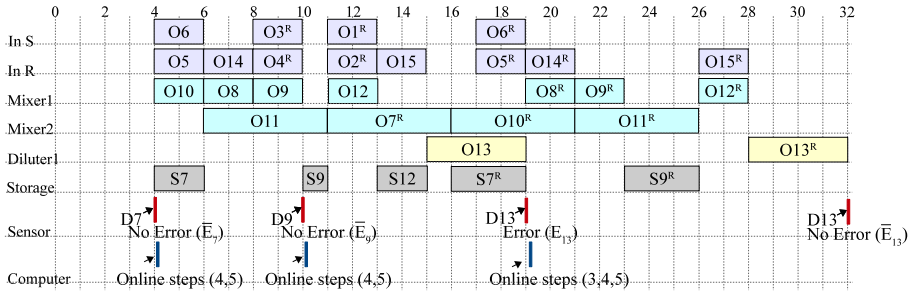 0 2 4 6 8 10 12 14 16 18 20 22 24 26 28 30 32
In S O6 O3ᴿ O1ᴿ O6ᴿ
In R O5 O14 O4ᴿ O2ᴿ O15 O5ᴿ O14ᴿ O15ᴿ
Mixer1 O10 O8 O9 O12 O8ᴿ O9ᴿ O12ᴿ
Mixer2 O11 O7ᴿ O10ᴿ O11ᴿ
Diluter1 O13 O13ᴿ
Storage S7 S9 S12 S7ᴿ S9ᴿ
D7 D9 D13 D13
Sensor No Error (E̅₇) No Error (E̅₉) Error (E₁₃) No Error (E̅₁₃)
Computer Online steps (4,5) Online steps (4,5) Online steps (3,4,5)